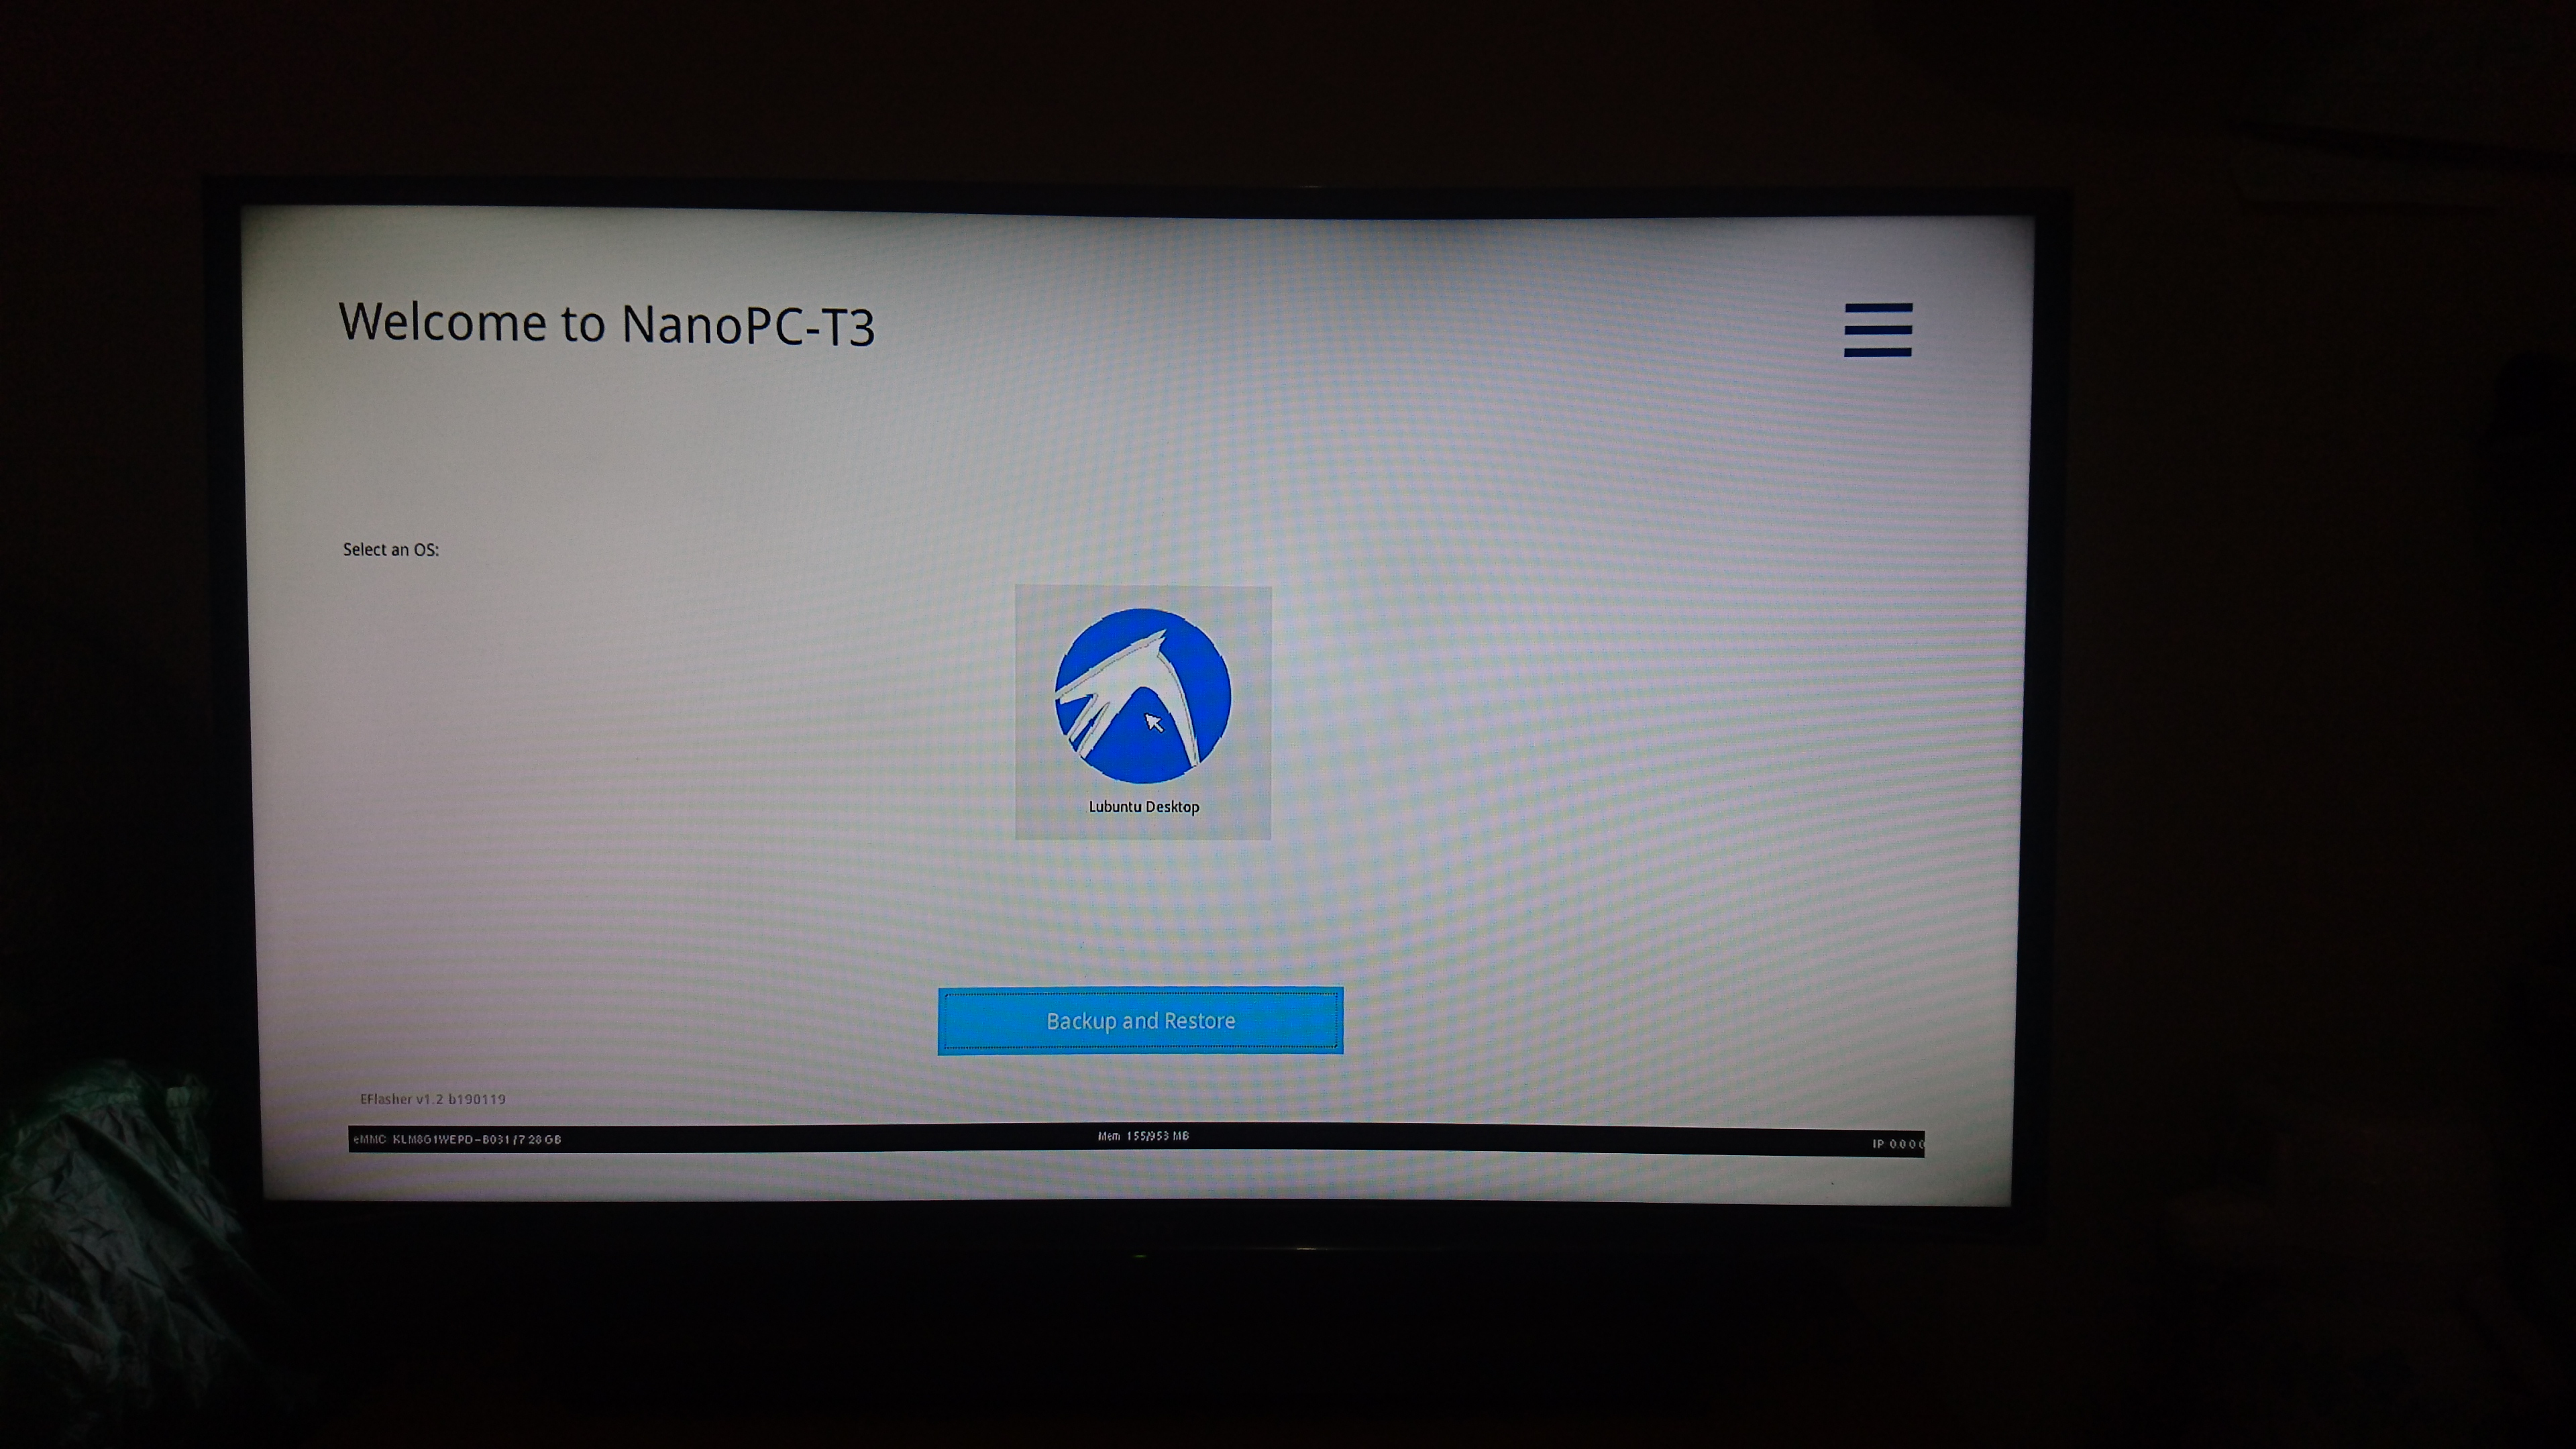 Welcome to NanoPC-T3
Select an OS:
Lubuntu Desktop
Backup and Restore
EFlasher v1.2 b190119
eMMC: KLM8G1WEPD-B031 / 7.28 GB
Mem 155/953 MB
IP 0.0.0.0